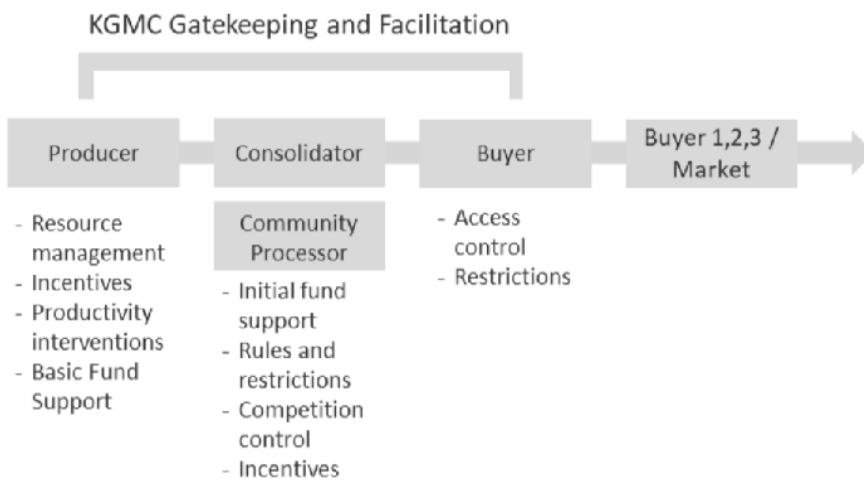 KGMC Gatekeeping and Facilitation
Producer
Consolidator
Buyer
Buyer 1,2,3 /
Market
- Resource
management
- Incentives
- Productivity
interventions
- Basic Fund
Support
Community
Processor
- Initial fund
support
- Rules and
restrictions
- Competition
control
- Incentives
- Access
control
- Restrictions